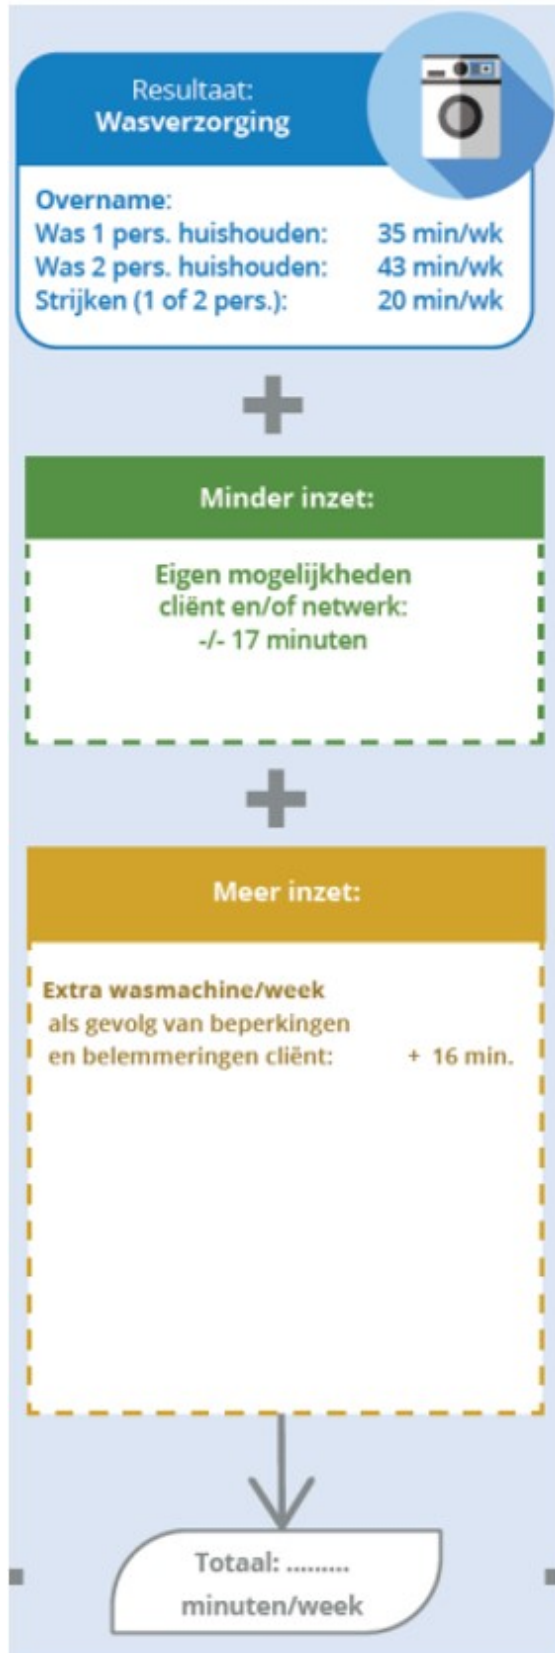 Resultaat:
Wasverzorging
Overname:
Was 1 pers. huishouden: 35 min/wk
Was 2 pers. huishouden: 43 min/wk
Strijken (1 of 2 pers.): 20 min/wk
Minder inzet:
Eigen mogelijkheden
cliënt en/of netwerk:
-/- 17 minuten
Meer inzet:
Extra wasmachine/week
als gevolg van beperkingen
en belemmeringen cliënt: + 16 min.
Totaal: .........
minuten/week